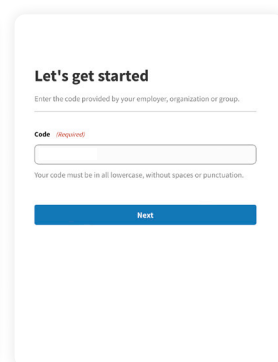 Let's get started
Enter the code provided by your employer, organization or group.
Code (Required)
Your code must be in all lowercase, without spaces or punctuation.
Next